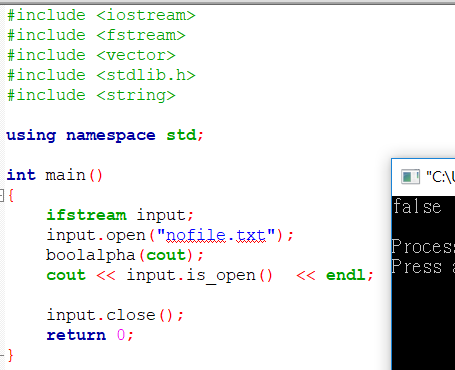 #include <iostream>
#include <fstream>
#include <vector>
#include <stdlib.h>
#include <string>
using namespace std;
int main()
{
ifstream input;
input.open("nofile.txt");
boolalpha(cout);
cout << input.is_open()  << endl;
input.close();
return 0;
}
"C:\
false
Process
Press